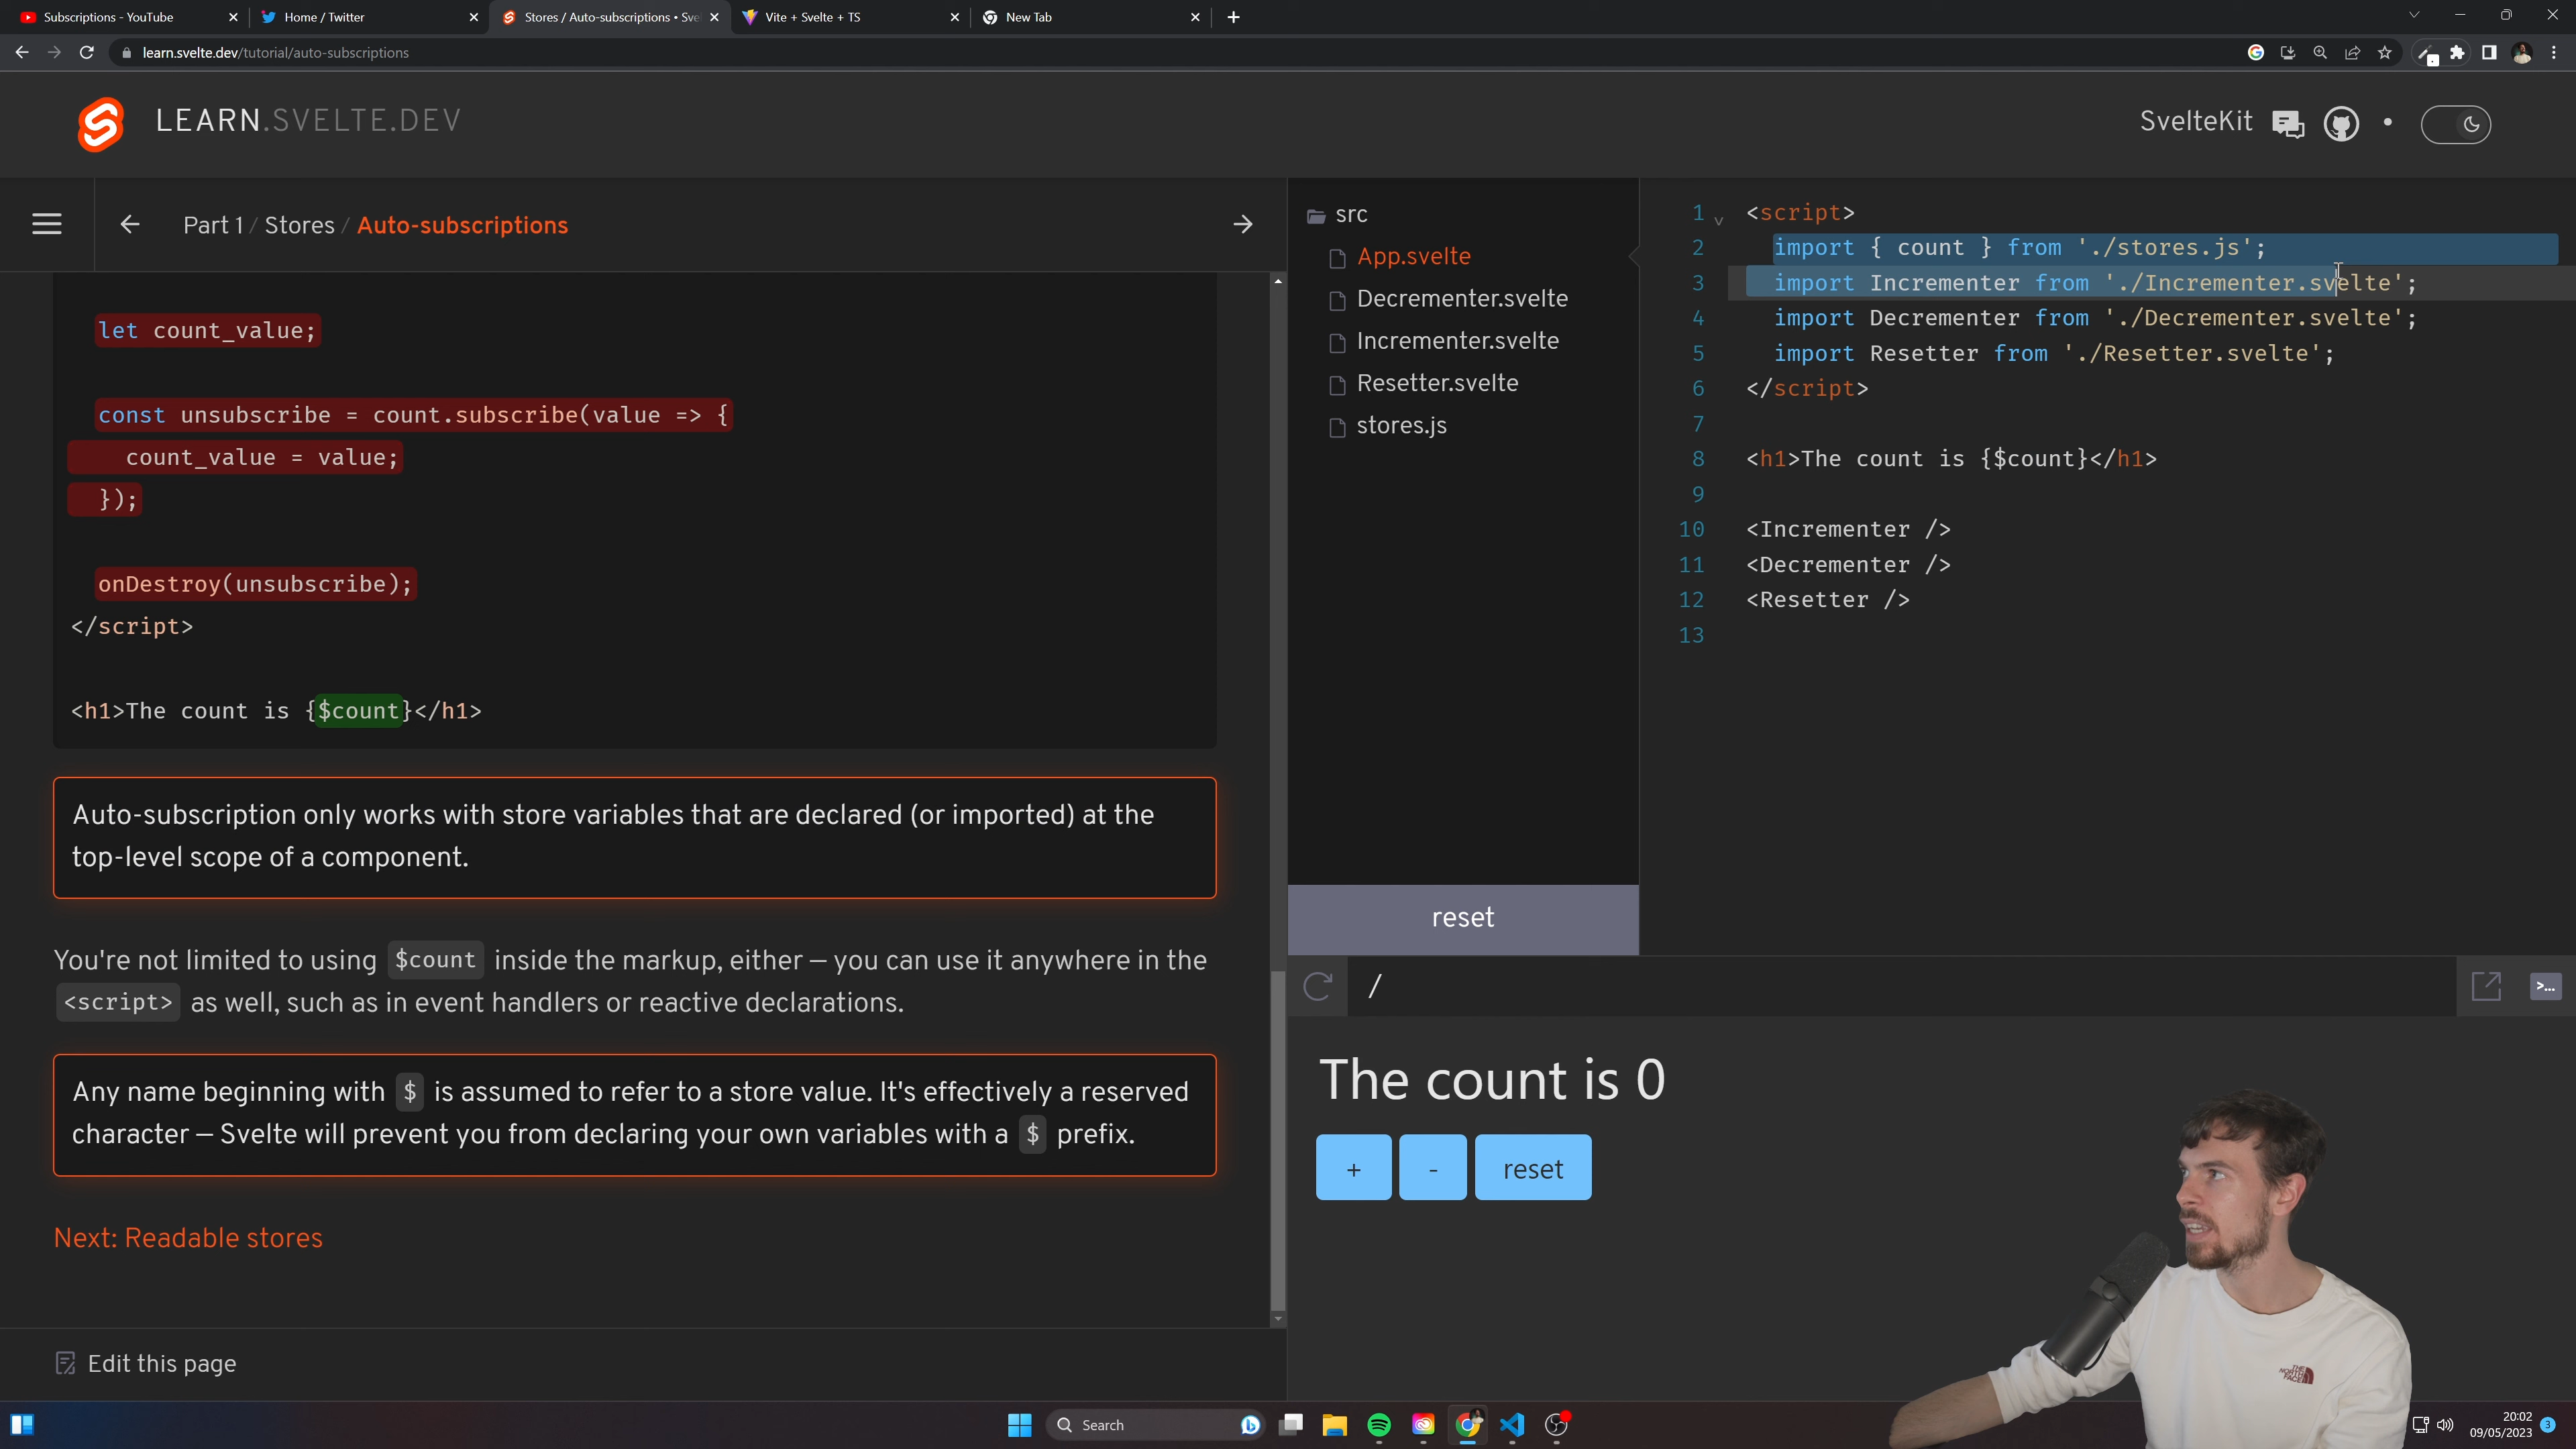 Subscriptions - YouTube
Home / Twitter
Stores / Auto-subscriptions • Sve
Vite + Svelte + TS
New Tab
learn.svelte.dev/tutorial/auto-subscriptions
LEARN.SVELTE.DEV
SvelteKit
Part 1 / Stores / Auto-subscriptions
let count_value;
const unsubscribe = count.subscribe(value => {
count_value = value;
});
onDestroy(unsubscribe);
</script>
<h1>The count is {$count}</h1>
Auto-subscription only works with store variables that are declared (or imported) at the
top-level scope of a component.
You're not limited to using $count inside the markup, either — you can use it anywhere in the
<script> as well, such as in event handlers or reactive declarations.
Any name beginning with $ is assumed to refer to a store value. It's effectively a reserved
character — Svelte will prevent you from declaring your own variables with a $ prefix.
Next: Readable stores
Edit this page
src
App.svelte
Decrementer.svelte
Incrementer.svelte
Resetter.svelte
stores.js
reset
1 <script>
2 import { count } from './stores.js';
3 import Incrementer from './Incrementer.svelte';
4 import Decrementer from './Decrementer.svelte';
5 import Resetter from './Resetter.svelte';
6 </script>
7
8 <h1>The count is {$count}</h1>
9
10 <Incrementer />
11 <Decrementer />
12 <Resetter />
13
/
>...
The count is 0
+ - reset
THE NORTH FACE
Search
20:02
09/05/2023
3